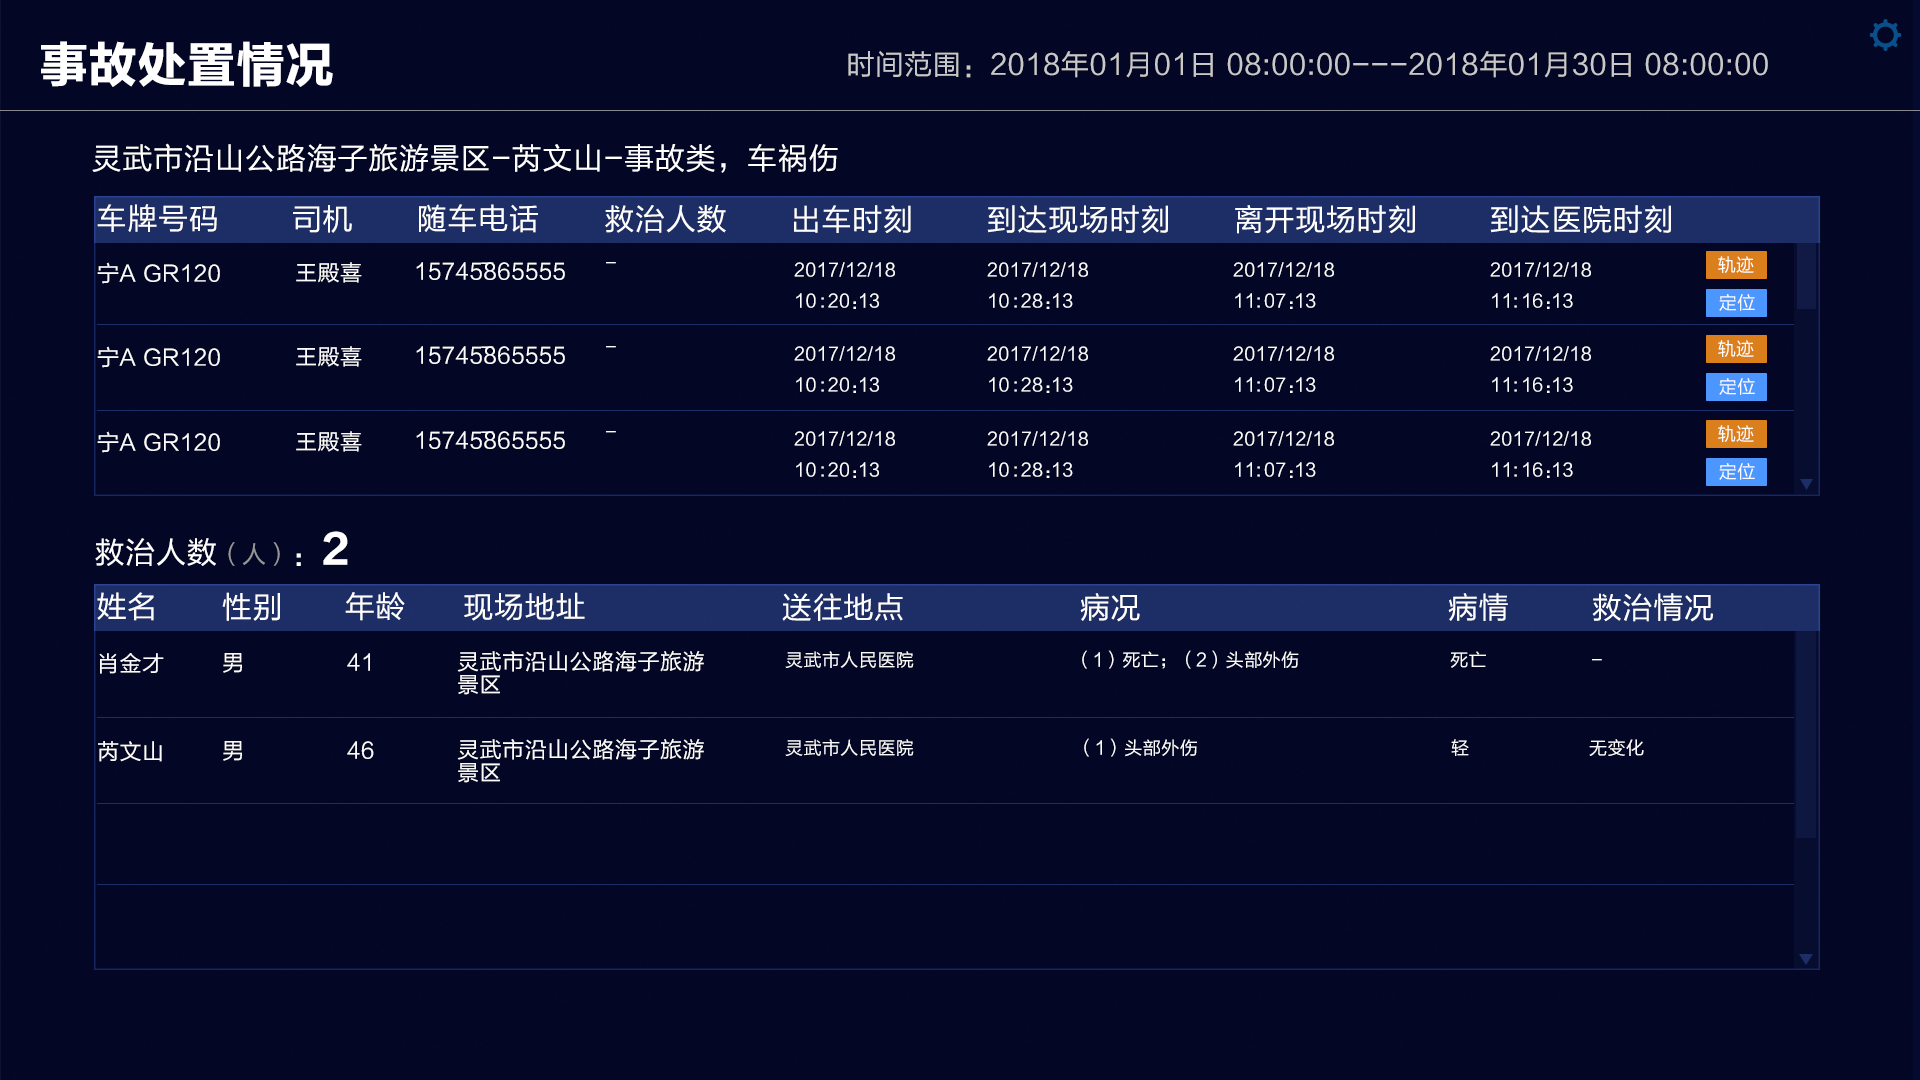 事故处置情况
时间范围：2018年01月01日 08:00:00---2018年01月30日 08:00:00
灵武市沿山公路海子旅游景区-芮文山-事故类，车祸伤
车牌号码 司机 随车电话 救治人数 出车时刻 到达现场时刻 离开现场时刻 到达医院时刻
宁A GR120 王殿喜 15745865555 - 2017/12/18 2017/12/18 2017/12/18 2017/12/18 轨迹
10:20:13 10:28:13 11:07:13 11:16:13 定位
宁A GR120 王殿喜 15745865555 - 2017/12/18 2017/12/18 2017/12/18 2017/12/18 轨迹
10:20:13 10:28:13 11:07:13 11:16:13 定位
宁A GR120 王殿喜 15745865555 - 2017/12/18 2017/12/18 2017/12/18 2017/12/18 轨迹
10:20:13 10:28:13 11:07:13 11:16:13 定位
救治人数（人）：2
姓名 性别 年龄 现场地址 送往地点 病况 病情 救治情况
肖金才 男 41 灵武市沿山公路海子旅游 灵武市人民医院 （1）死亡；（2）头部外伤 死亡 -
景区
芮文山 男 46 灵武市沿山公路海子旅游 灵武市人民医院 （1）头部外伤 轻 无变化
景区